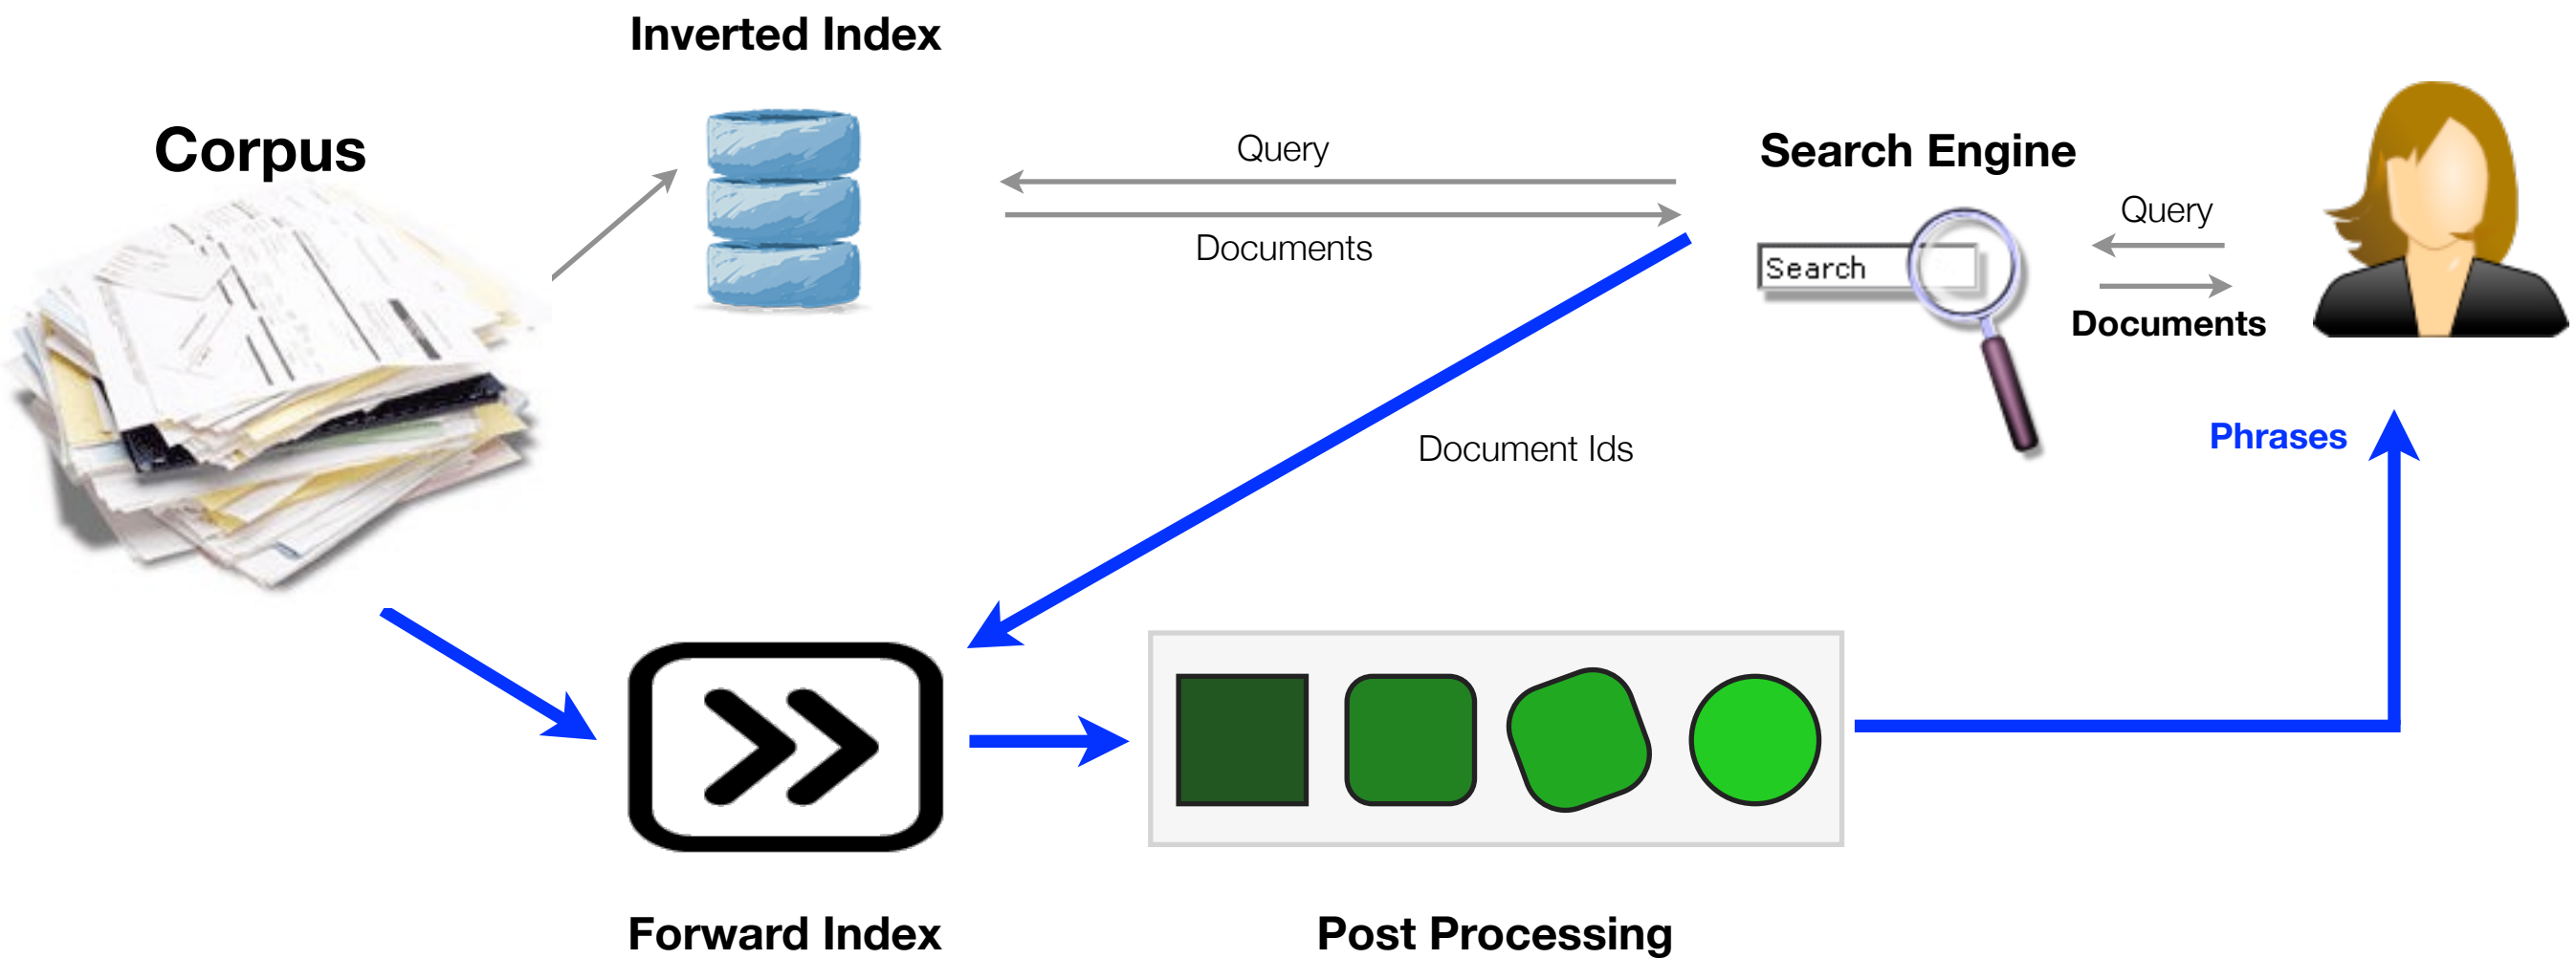 Inverted Index
Corpus
Query
Documents
Search Engine
Search
Query
Documents
Document Ids
Phrases
Forward Index
Post Processing